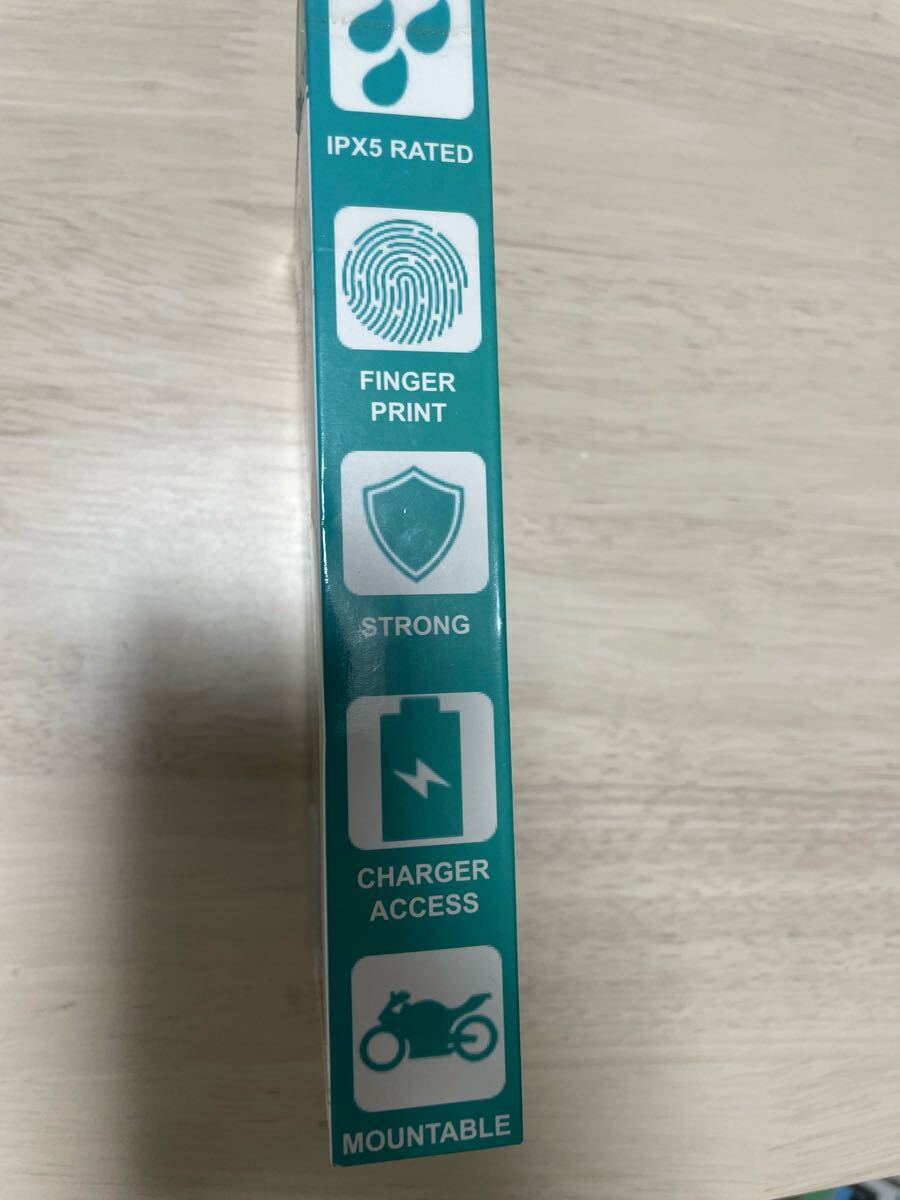 IPX5 RATED
FINGER
PRINT
STRONG
CHARGER
ACCESS
MOUNTABLE